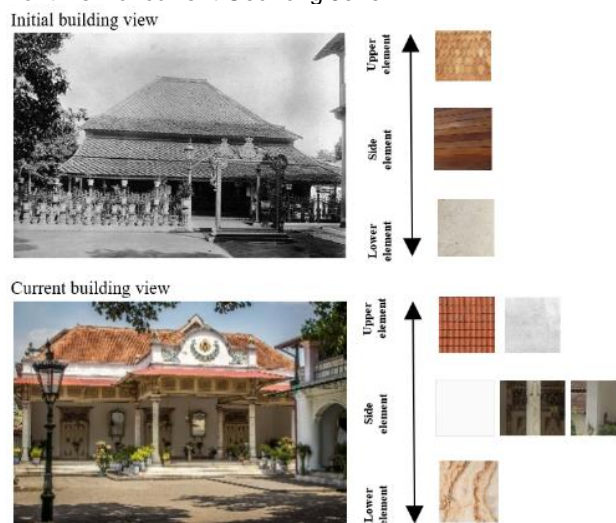 Initial building view
Upper
element
Side
element
Lower
element
Current building view
Upper
element
Side
element
Lower
element